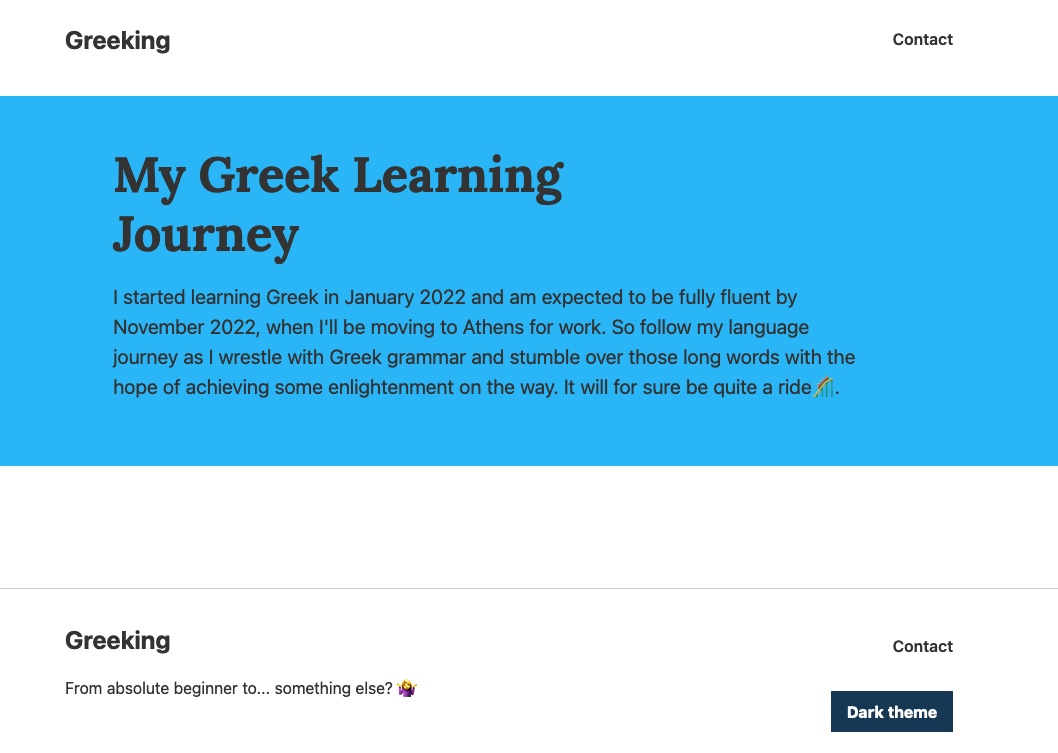 Greeking
Contact
My Greek Learning
Journey
I started learning Greek in January 2022 and am expected to be fully fluent by
November 2022, when I'll be moving to Athens for work. So follow my language
journey as I wrestle with Greek grammar and stumble over those long words with the
hope of achieving some enlightenment on the way. It will for sure be quite a ride🎢.
Greeking
Contact
From absolute beginner to... something else? 🤷‍♀️
Dark theme